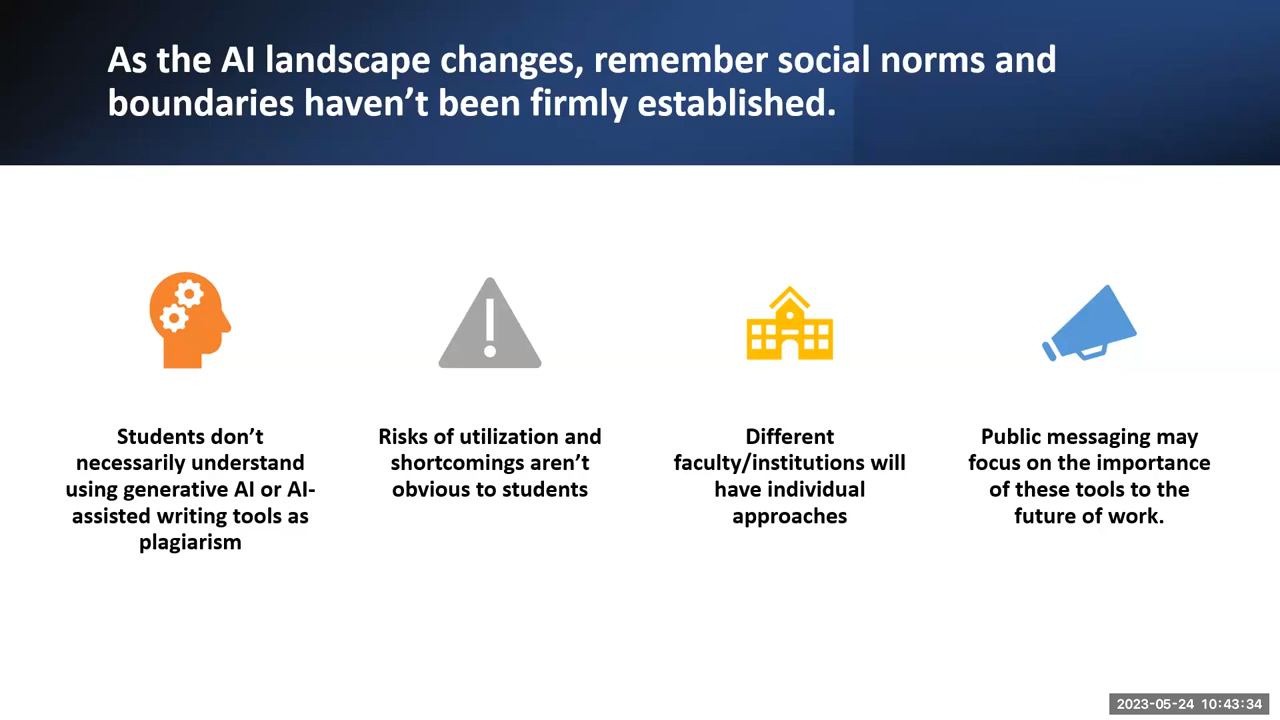 As the AI landscape changes, remember social norms and
boundaries haven’t been firmly established.
Students don’t
necessarily understand
using generative AI or AI-
assisted writing tools as
plagiarism
Risks of utilization and
shortcomings aren’t
obvious to students
Different
faculty/institutions will
have individual
approaches
Public messaging may
focus on the importance
of these tools to the
future of work.
2023-05-24 10:43:34